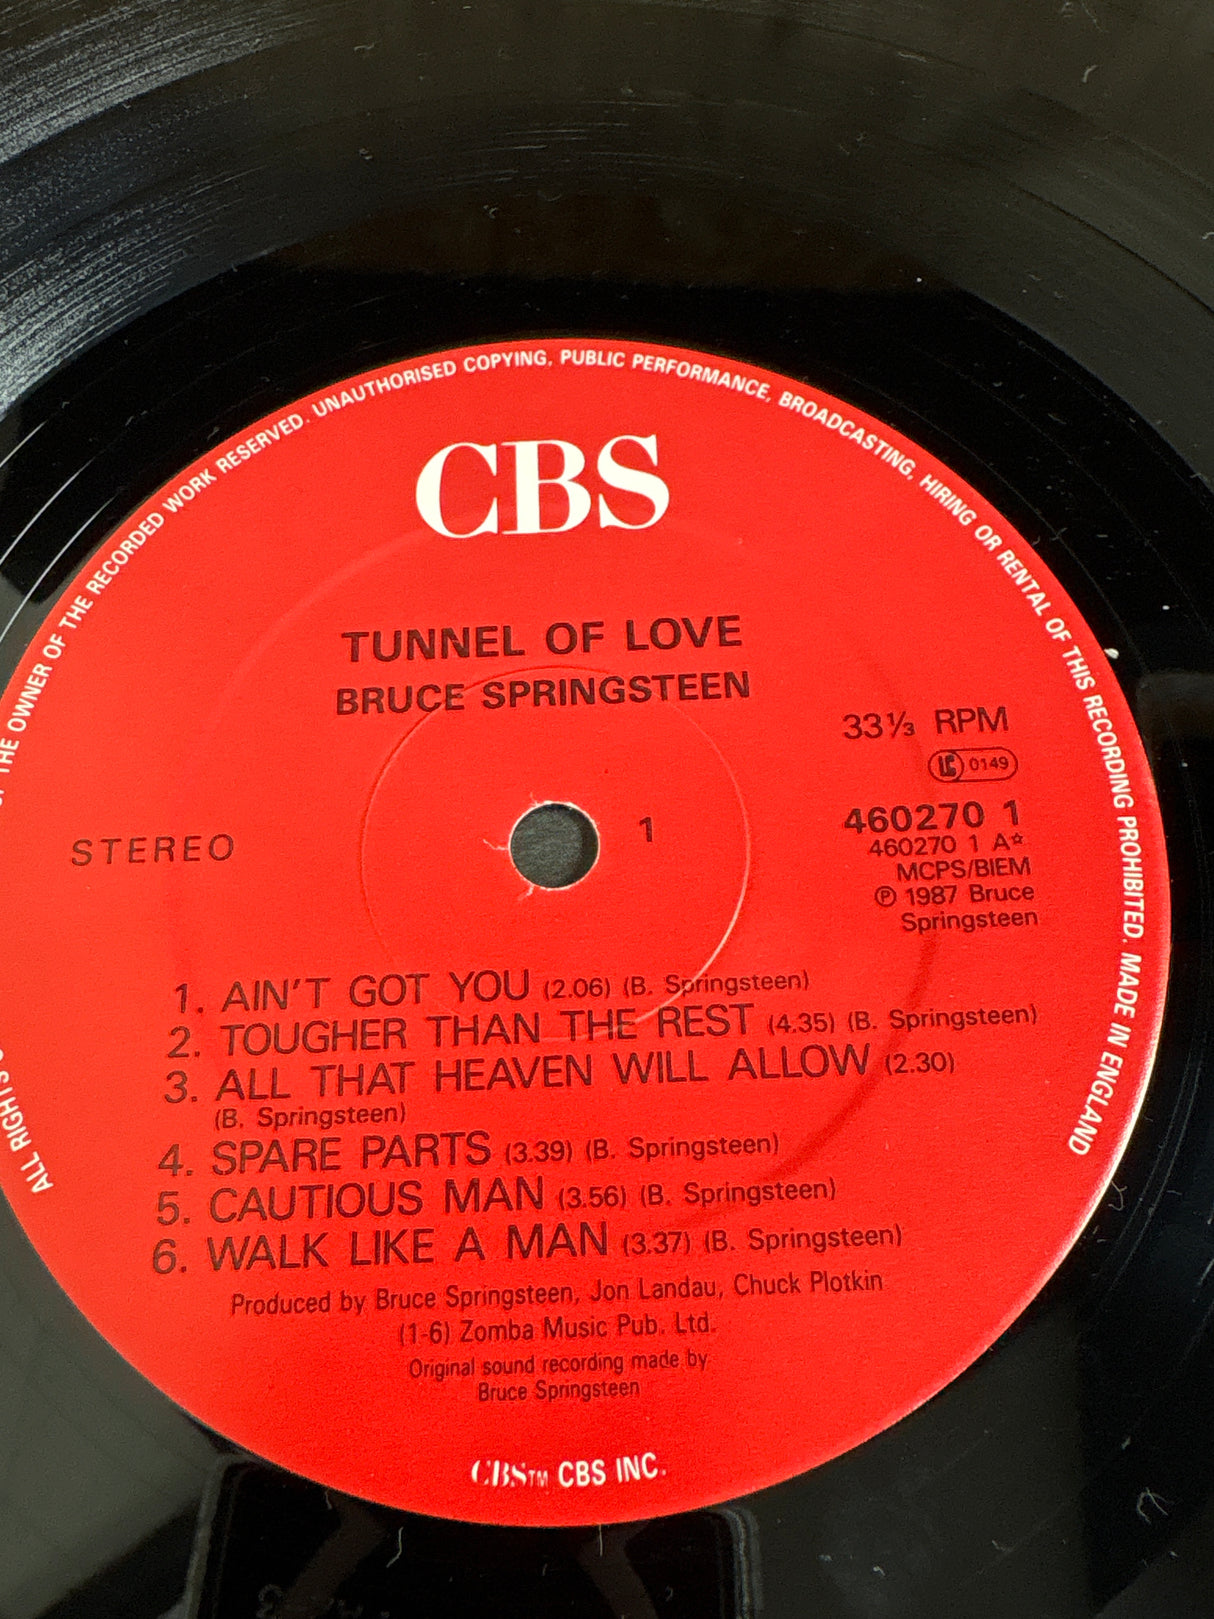 ALL RIGHTS OF THE OWNER OF THE RECORDED WORK RESERVED. UNAUTHORISED COPYING, PUBLIC PERFORMANCE, BROADCASTING, HIRING OR RENTAL OF THIS RECORDING PROHIBITED. MADE IN ENGLAND
CBS
TUNNEL OF LOVE
BRUCE SPRINGSTEEN
33⅓ RPM
LC 0149
STEREO
1
460270 1
460270 1 A☆
MCPS/BIEM
℗ 1987 Bruce
Springsteen
1. AIN'T GOT YOU (2.06) (B. Springsteen)
2. TOUGHER THAN THE REST (4.35) (B. Springsteen)
3. ALL THAT HEAVEN WILL ALLOW (2.30)
(B. Springsteen)
4. SPARE PARTS (3.39) (B. Springsteen)
5. CAUTIOUS MAN (3.56) (B. Springsteen)
6. WALK LIKE A MAN (3.37) (B. Springsteen)
Produced by Bruce Springsteen, Jon Landau, Chuck Plotkin
(1-6) Zomba Music Pub. Ltd.
Original sound recording made by
Bruce Springsteen
CBS™ CBS INC.